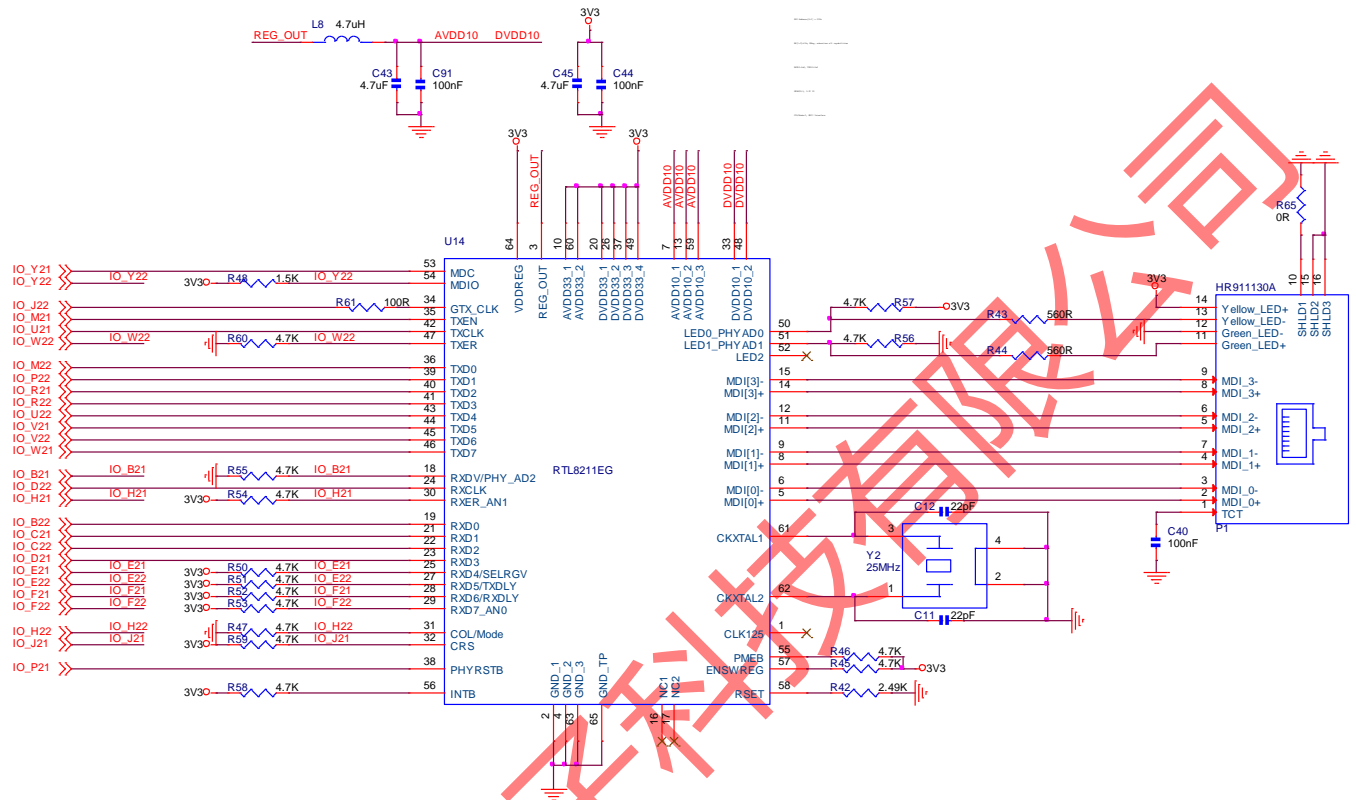 L8 4.7uH
REG_OUT AVDD10 DVDD10
C43 4.7uF
C91 100nF
3V3
C45 4.7uF
C44 100nF
3V3
REG_OUT
3V3
AVDD10
AVDD10
AVDD10
DVDD10
DVDD10
U14
RTL8211EG
64 VDDREG
3 REG_OUT
10 AVDD33_1
60 AVDD33_2
20 DVDD33_1
26 DVDD33_2
37 DVDD33_3
49 DVDD33_4
7 AVDD10_1
13 AVDD10_2
59 AVDD10_3
33 DVDD10_1
48 DVDD10_2
IO_Y21 53 MDC
IO_Y22 IO_Y22 3V3 R48 1.5K IO_Y22 54 MDIO
IO_J22 R61 100R 34 GTX_CLK
IO_M21 35 TXEN
IO_U21 42 TXCLK
IO_W22 IO_W22 R60 4.7K 47 TXER
IO_M22 36 TXD0
IO_P22 39 TXD1
IO_R21 40 TXD2
IO_R22 41 TXD3
IO_U22 43 TXD4
IO_V21 44 TXD5
IO_V22 45 TXD6
IO_W21 46 TXD7
IO_B21 IO_B21 R55 4.7K IO_B21 18 RXDV/PHY_AD2
IO_D22 24 RXCLK
IO_H21 IO_H21 3V3 R54 4.7K IO_H21 30 RXER_AN1
IO_B22 19 RXD0
IO_C21 21 RXD1
IO_C22 22 RXD2
IO_D21 23 RXD3
IO_E21 IO_E21 3V3 R50 4.7K IO_E21 25 RXD4/SELRGV
IO_E22 IO_E22 3V3 R51 4.7K IO_E22 27 RXD5/TXDLY
IO_F21 IO_F21 3V3 R52 4.7K IO_F21 28 RXD6/RXDLY
IO_F22 IO_F22 3V3 R53 4.7K IO_F22 29 RXD7_AN0
IO_H22 IO_H22 R47 4.7K IO_H22 31 COL/Mode
IO_J21 IO_J21 3V3 R59 4.7K IO_J21 32 CRS
IO_P21 38 PHYRSTB
3V3 R58 4.7K 56 INTB
2 GND_1
4 GND_2
63 GND_3
65 GND_TP
16 NC1
17 NC2
LED0_PHYAD0 50 4.7K R57 3V3
LED1_PHYAD1 51 4.7K R56
LED2 52
R43 560R
R44 560R
MDI[3]- 15
MDI[3]+ 14
MDI[2]- 12
MDI[2]+ 11
MDI[1]- 9
MDI[1]+ 8
MDI[0]- 6
MDI[0]+ 5
CKXTAL1 61
CKXTAL2 62
C12 22pF
Y2 25MHz
3 4
1 2
C11 22pF
CLK125 1
PMEB 55 R46 4.7K
ENSWREG 57 R45 4.7K 3V3
RSET 58 R42 2.49K
R65 0R
3V3
HR911130A
10 SHLD1
15 SHLD2
16 SHLD3
14 Yellow_LED+
13 Yellow_LED-
12 Green_LED-
11 Green_LED+
9 MDI_3-
8 MDI_3+
6 MDI_2-
5 MDI_2+
7 MDI_1-
4 MDI_1+
3 MDI_0-
2 MDI_0+
1 TCT
P1
C40 100nF
科技有限公司